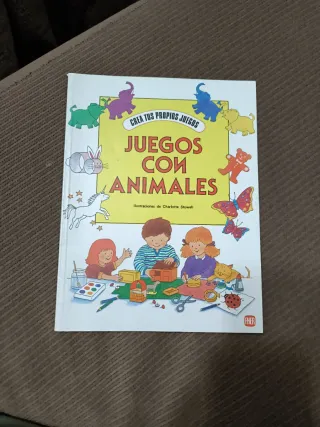 CREA TUS PROPIOS JUEGOS
JUEGOS
CON
ANIMALES
Ilustraciones de Charlotte Stowell